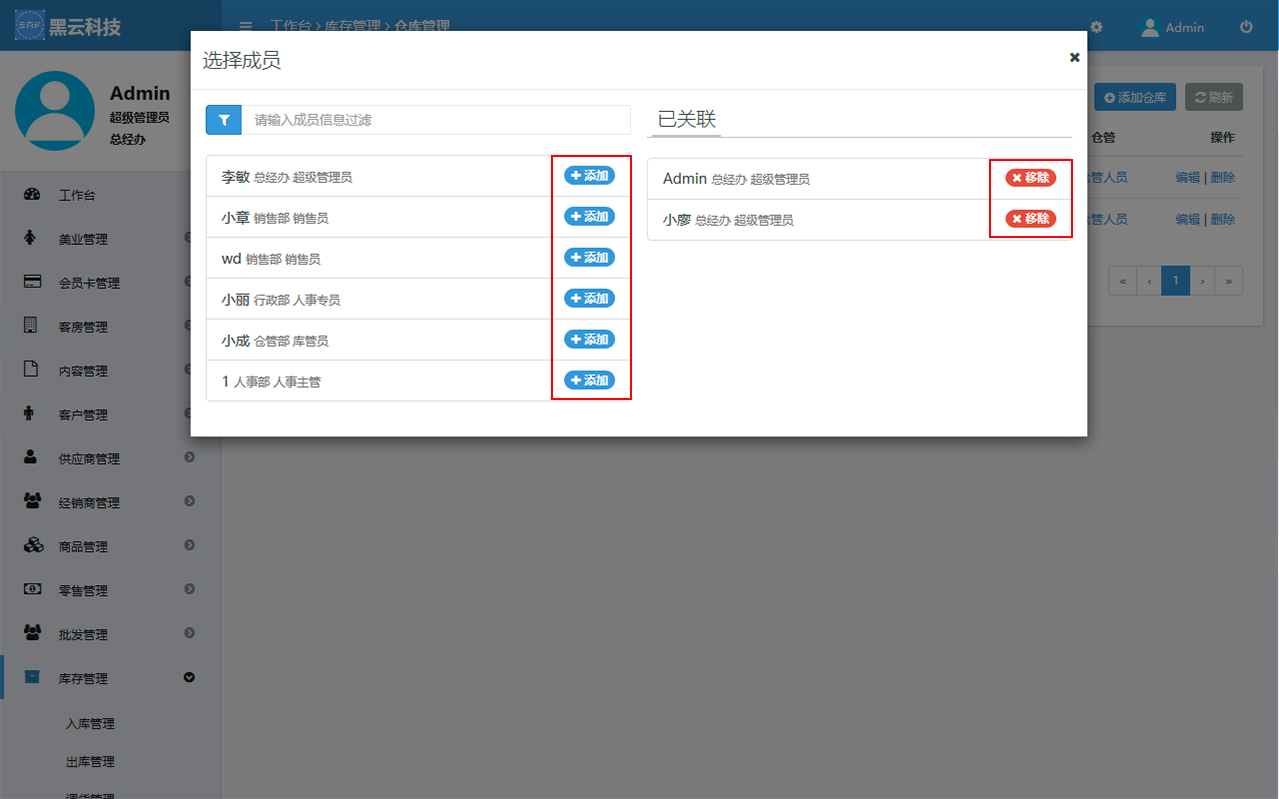 黑云科技
工作台 > 库存管理 > 仓库管理
Admin
Admin
超级管理员
总经办
选择成员
请输入成员信息过滤
已关联
李敏 总经办 超级管理员 添加
小章 销售部 销售员 添加
wd 销售部 销售员 添加
小丽 行政部 人事专员 添加
小成 仓管部 库管员 添加
1 人事部 人事主管 添加
Admin 总经办 超级管理员 移除
小廖 总经办 超级管理员 移除
添加仓库 刷新
仓管 操作
管人员 编辑 | 删除
管人员 编辑 | 删除
« ‹ 1 › »
工作台
美业管理
会员卡管理
客房管理
内容管理
客户管理
供应商管理
经销商管理
商品管理
零售管理
批发管理
库存管理
入库管理
出库管理
调货管理